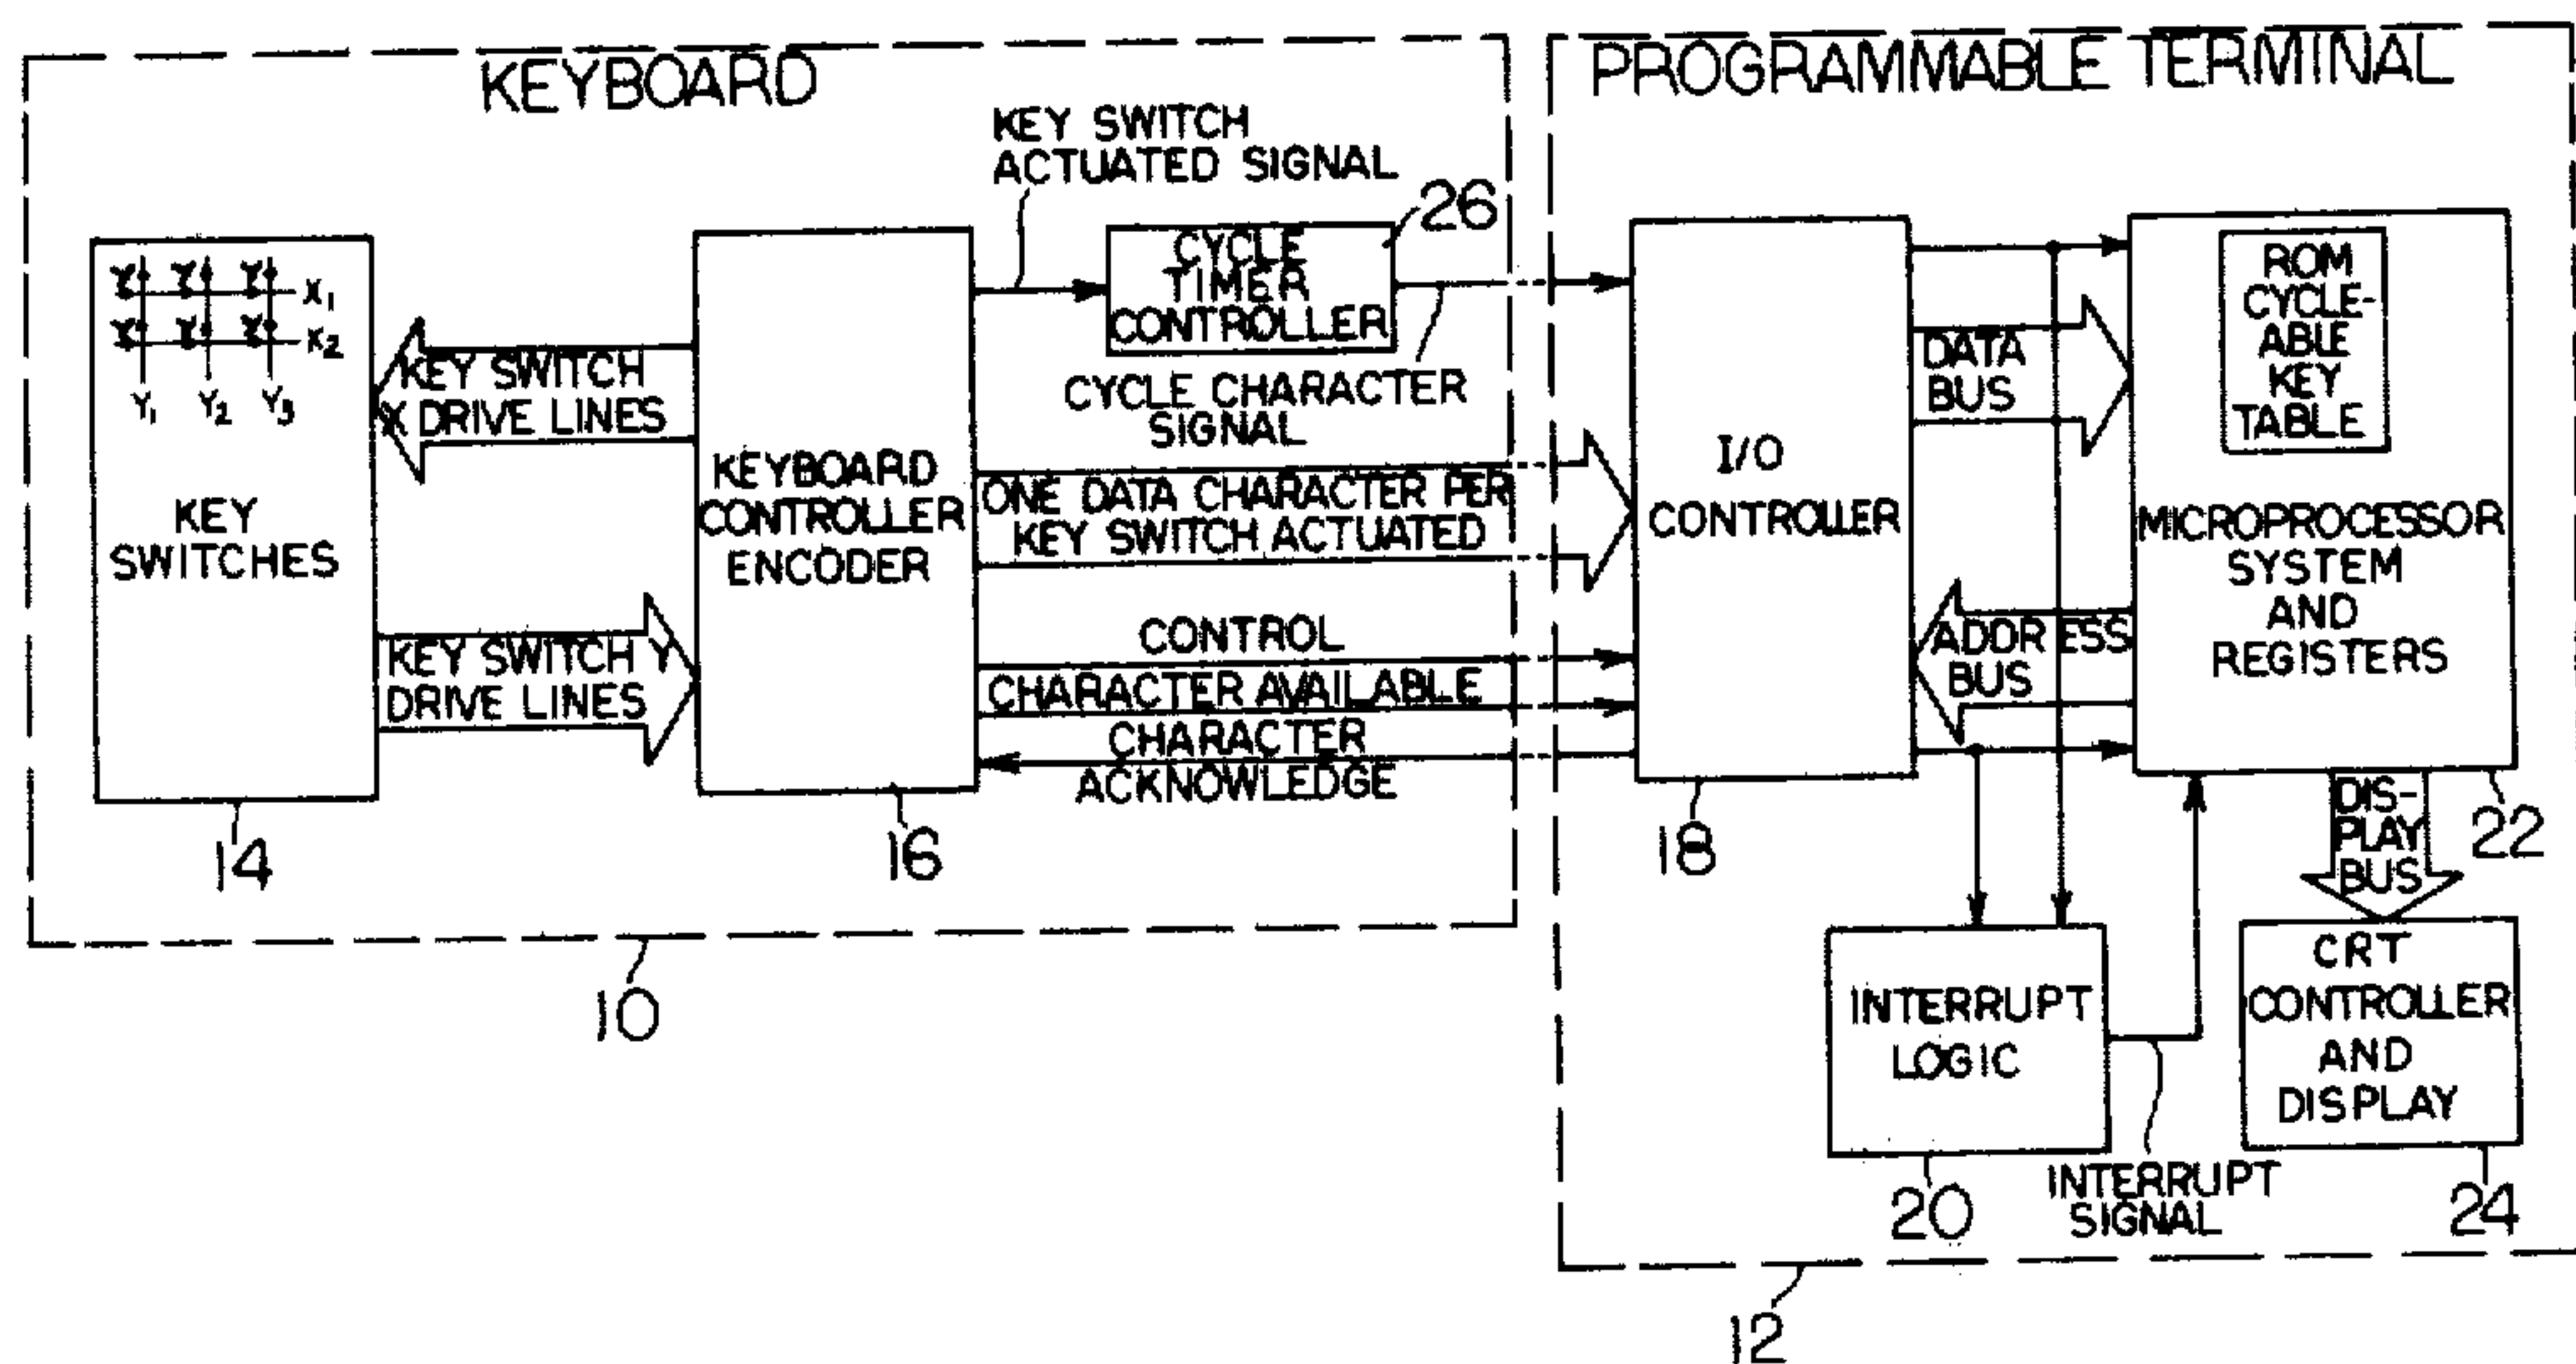 KEYBOARD
PROGRAMMABLE TERMINAL
KEY SWITCH
ACTUATED SIGNAL
26
CYCLE
TIMER
CONTROLLER
CYCLE CHARACTER
SIGNAL
X1
X2
Y1 Y2 Y3
KEY
SWITCHES
14
KEY SWITCH
X DRIVE LINES
KEY SWITCH Y
DRIVE LINES
KEYBOARD
CONTROLLER
ENCODER
16
ONE DATA CHARACTER PER
KEY SWITCH ACTUATED
CONTROL
CHARACTER AVAILABLE
CHARACTER
ACKNOWLEDGE
10
I/O
CONTROLLER
18
DATA
BUS
ADDRESS
BUS
ROM
CYCLE-
ABLE
KEY
TABLE
MICROPROCESSOR
SYSTEM
AND
REGISTERS
22
DIS-
PLAY
BUS
INTERRUPT
LOGIC
20
INTERRUPT
SIGNAL
CRT
CONTROLLER
AND
DISPLAY
24
12